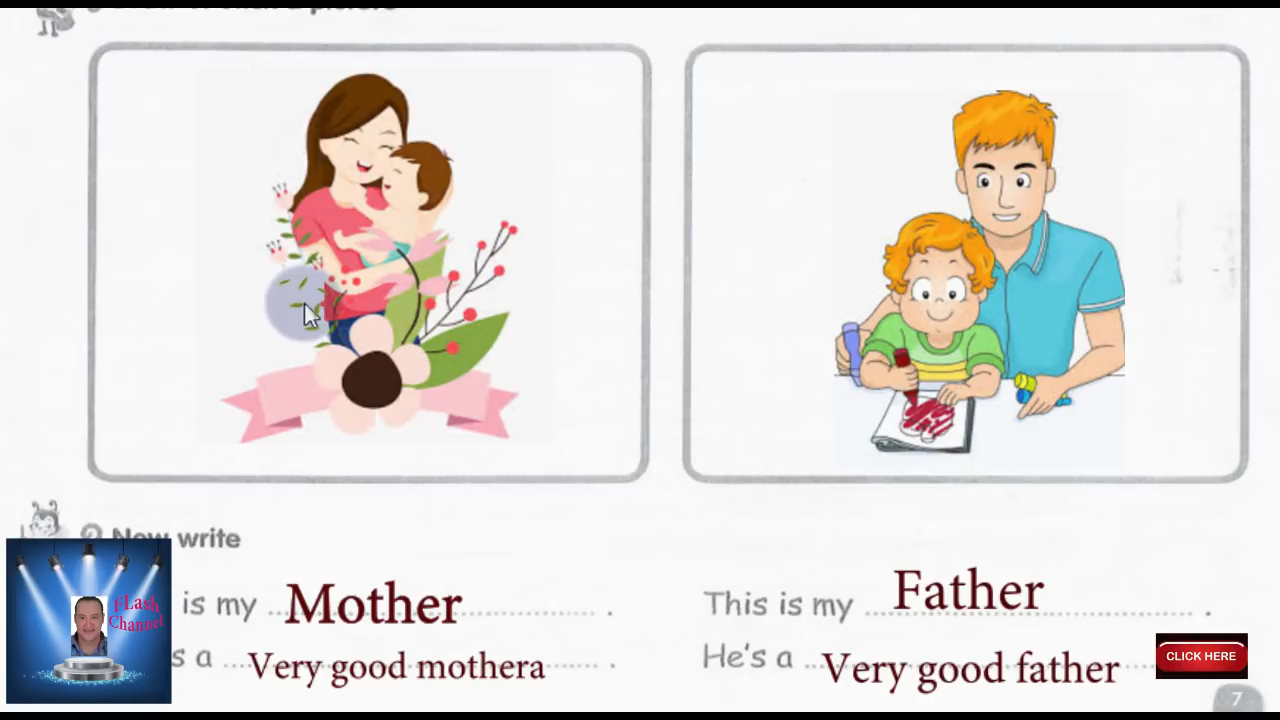 Now write
is my Mother .
s a Very good mothera .
This is my Father .
He's a Very good father
FLash
Channel
CLICK HERE
7